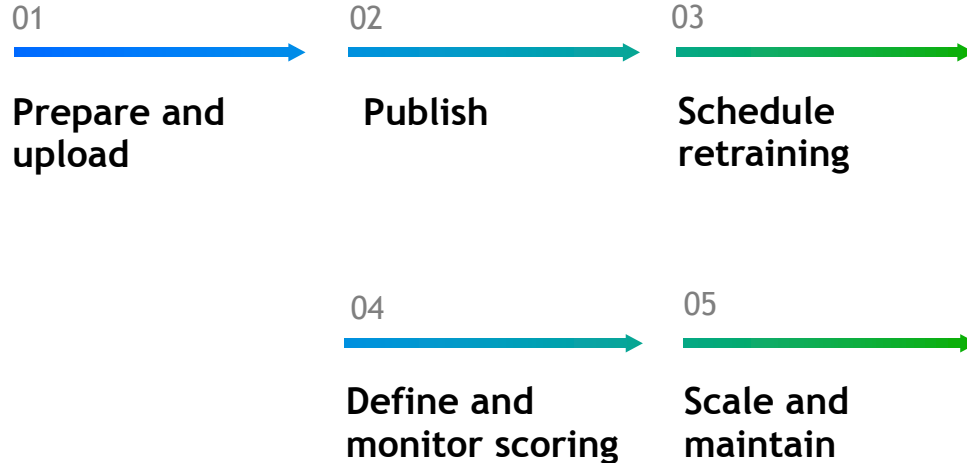 01
Prepare and
upload
02
Publish
03
Schedule
retraining
04
Define and
monitor scoring
05
Scale and
maintain